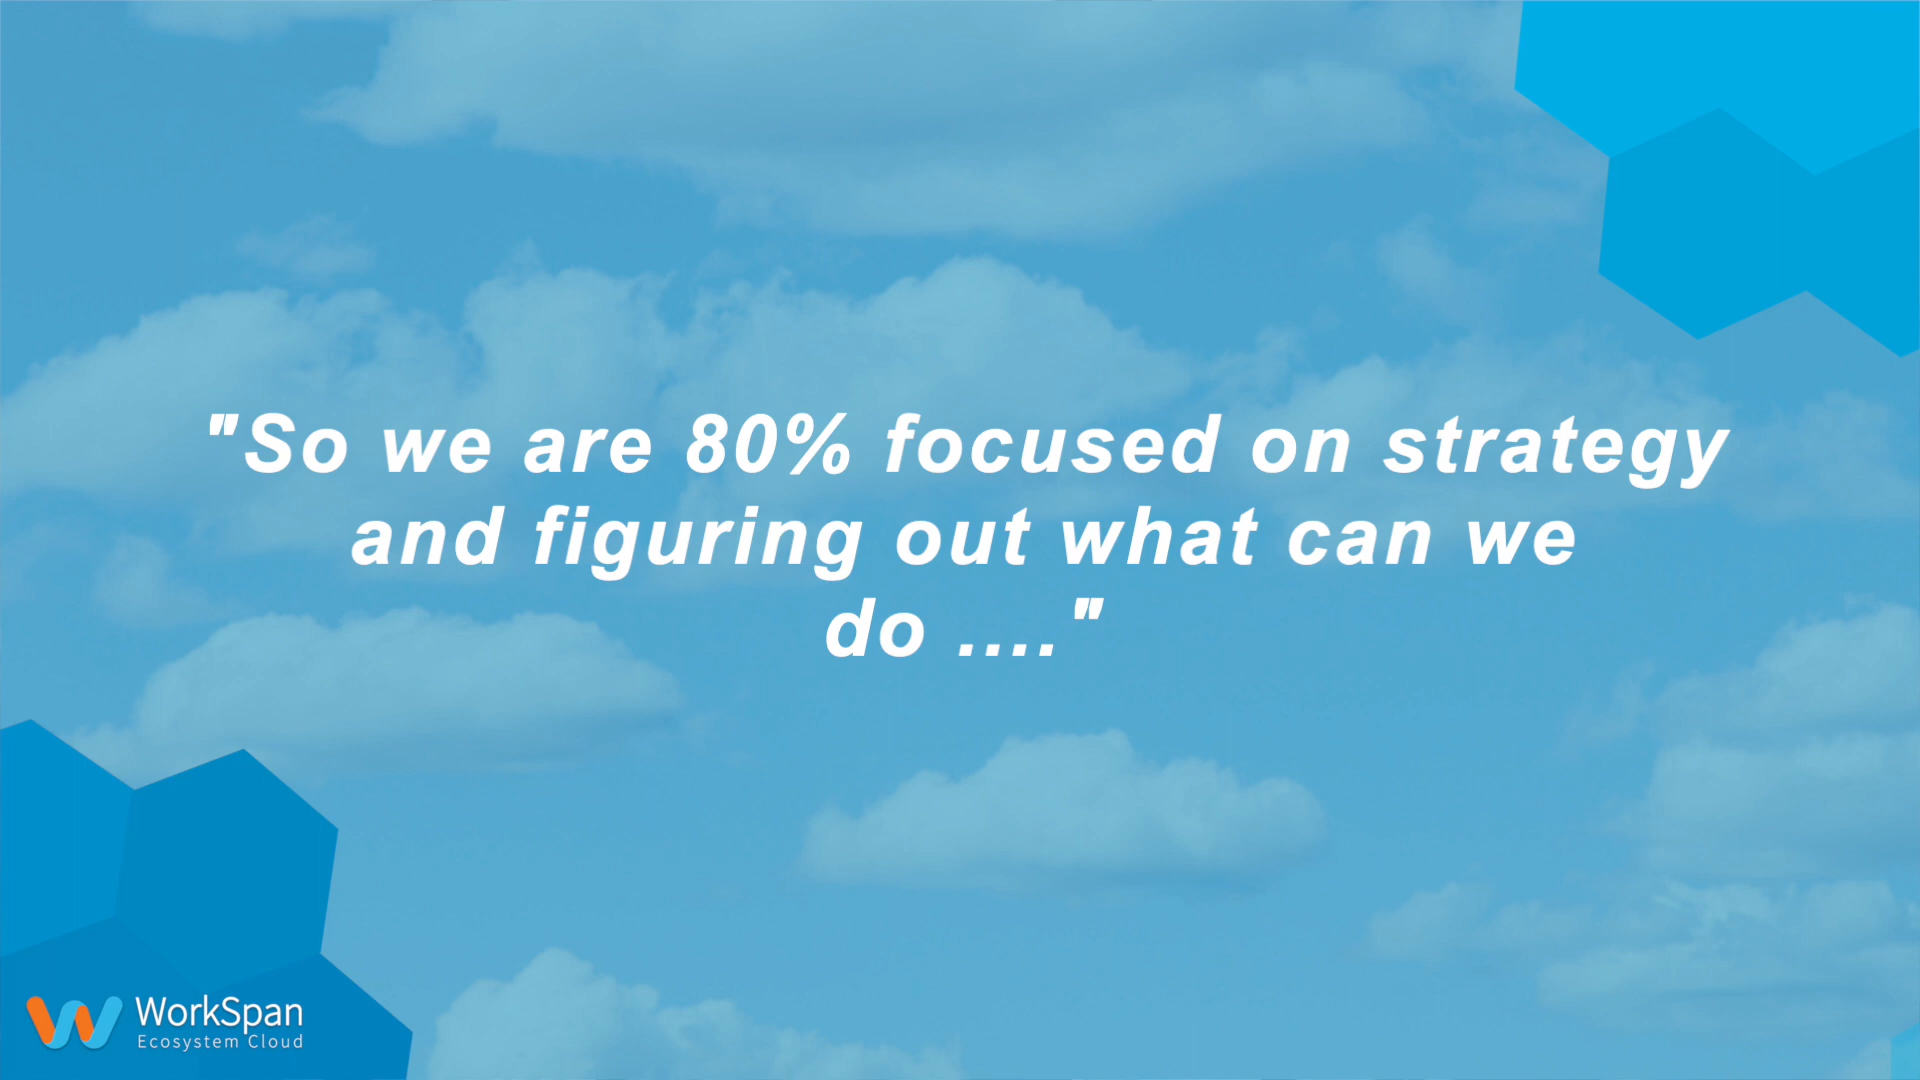 "So we are 80% focused on strategy
and figuring out what can we
do ...."
WorkSpan
Ecosystem Cloud